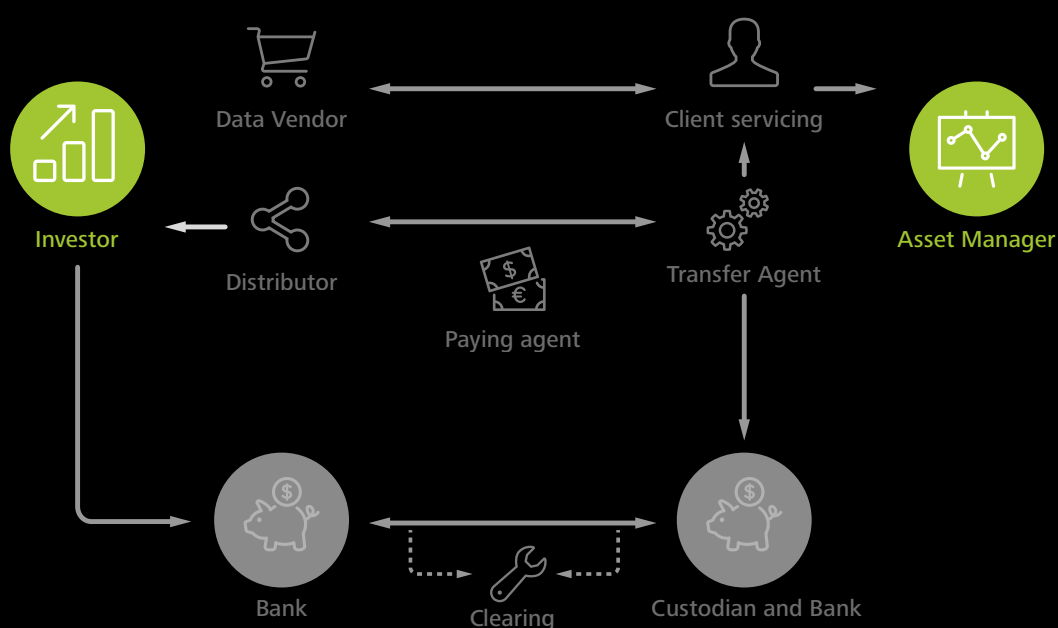 Data Vendor
Client servicing
Investor
Asset Manager
Distributor
Transfer Agent
$
€
Paying agent
$
$
Bank
Clearing
Custodian and Bank